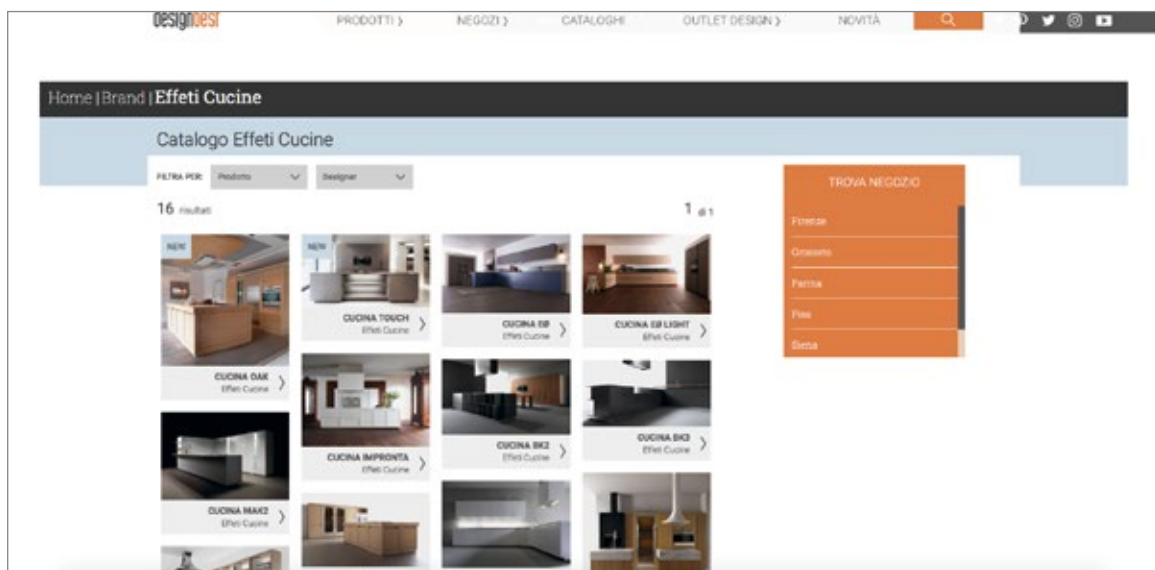 designbest PRODOTTI NEGOZI CATALOGHI OUTLET DESIGN NOVITÀ
Home | Brand | Effeti Cucine
Catalogo Effeti Cucine
FILTRA PER: Prodotto Designer
16 risultati
1 di 1
TROVA NEGOZIO
Firenze
Grosseto
Parma
Pisa
Siena
NEW
CUCINA OAK
Effeti Cucine
NEW
CUCINA TOUCH
Effeti Cucine
CUCINA EØ
Effeti Cucine
CUCINA EØ LIGHT
Effeti Cucine
CUCINA MAK2
Effeti Cucine
CUCINA IMPRONTA
Effeti Cucine
CUCINA BK2
Effeti Cucine
CUCINA BK3
Effeti Cucine